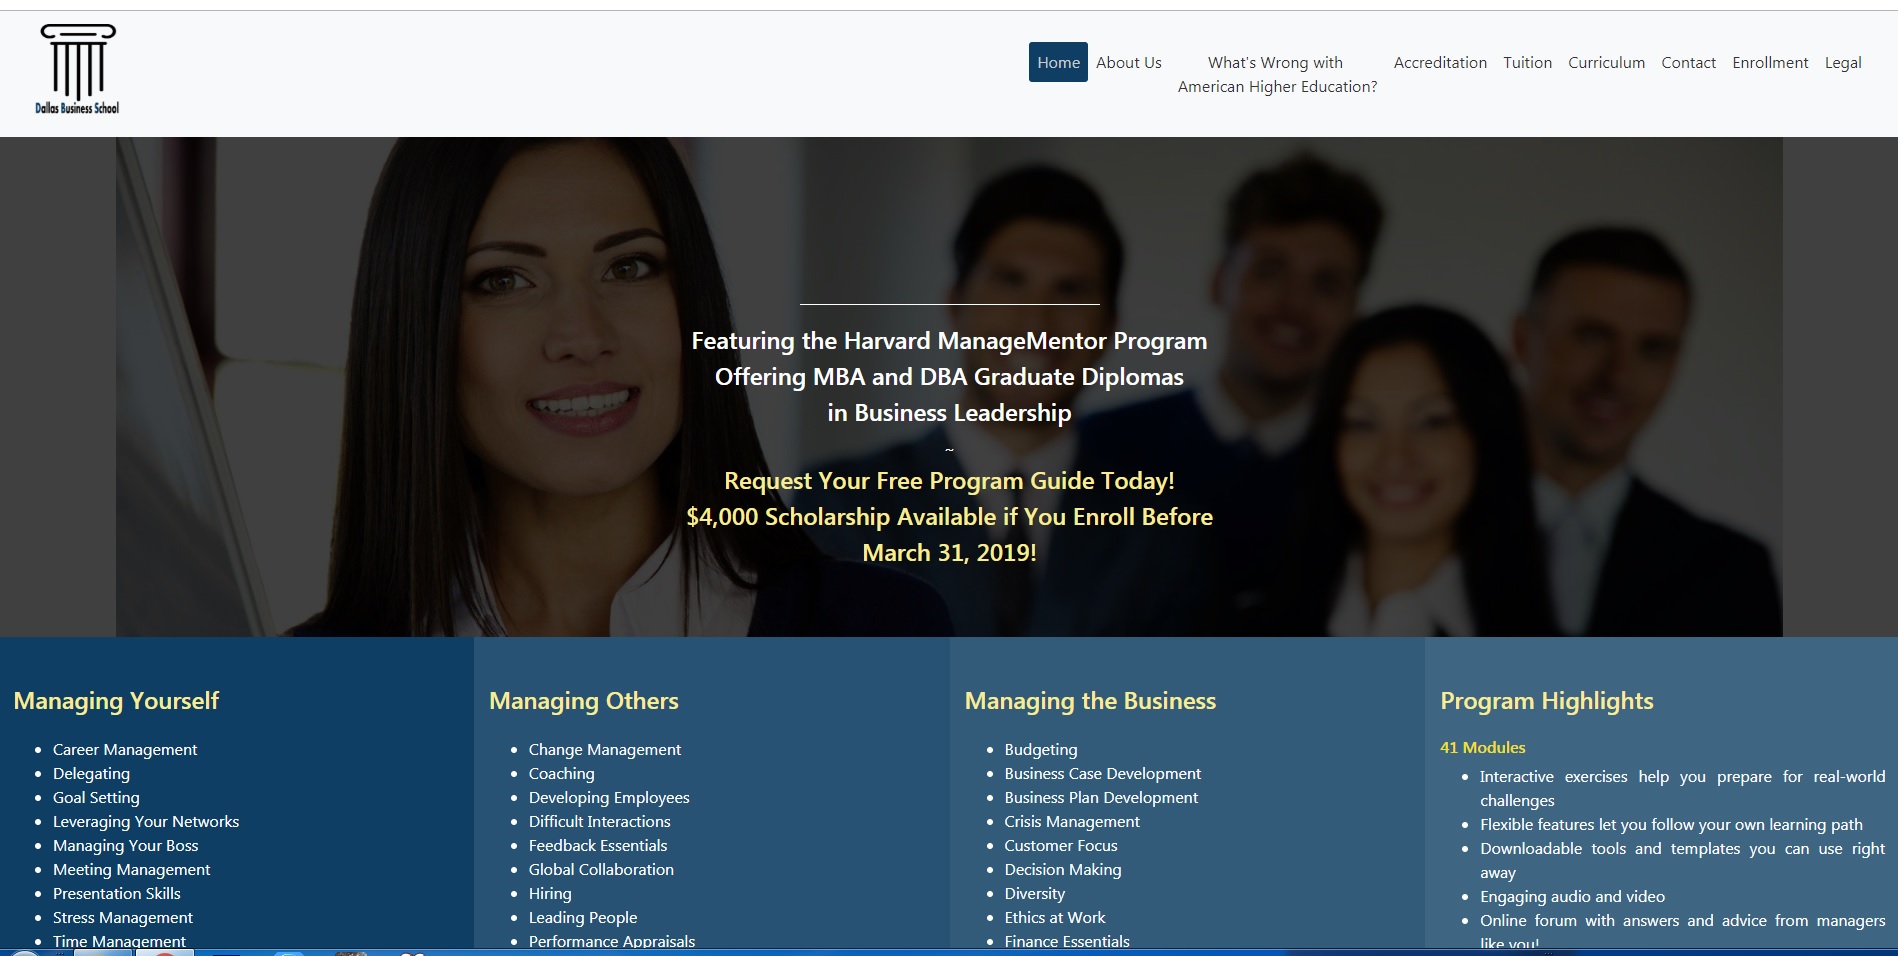 Dallas Business School
Home
About Us
What's Wrong with
American Higher Education?
Accreditation
Tuition
Curriculum
Contact
Enrollment
Legal
Featuring the Harvard ManageMentor Program
Offering MBA and DBA Graduate Diplomas
in Business Leadership
~
Request Your Free Program Guide Today!
$4,000 Scholarship Available if You Enroll Before
March 31, 2019!
Managing Yourself
• Career Management
• Delegating
• Goal Setting
• Leveraging Your Networks
• Managing Your Boss
• Meeting Management
• Presentation Skills
• Stress Management
• Time Management
Managing Others
• Change Management
• Coaching
• Developing Employees
• Difficult Interactions
• Feedback Essentials
• Global Collaboration
• Hiring
• Leading People
• Performance Appraisals
Managing the Business
• Budgeting
• Business Case Development
• Business Plan Development
• Crisis Management
• Customer Focus
• Decision Making
• Diversity
• Ethics at Work
• Finance Essentials
Program Highlights
41 Modules
• Interactive exercises help you prepare for real-world
challenges
• Flexible features let you follow your own learning path
• Downloadable tools and templates you can use right
away
• Engaging audio and video
• Online forum with answers and advice from managers
like you!